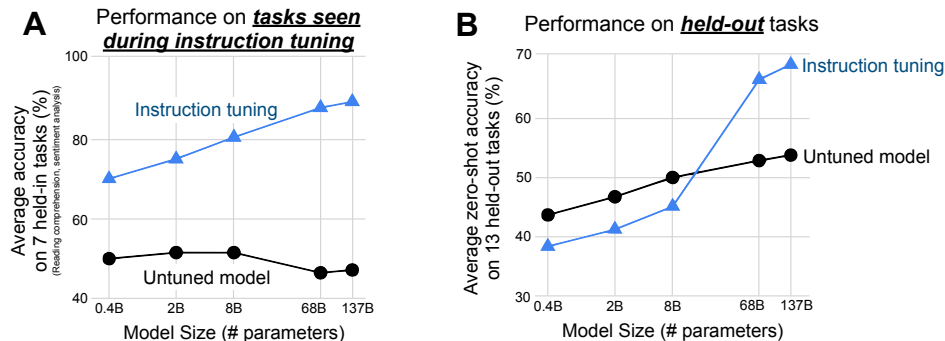 A
Performance on tasks seen
during instruction tuning
Average accuracy
on 7 held-in tasks (%)
(Reading comprehension, sentiment analysis)
100
80
60
40
Instruction tuning
Untuned model
0.4B
2B
8B
68B
137B
Model Size (# parameters)
B
Performance on held-out tasks
Average zero-shot accuracy
on 13 held-out tasks (%)
70
60
50
40
30
Instruction tuning
Untuned model
0.4B
2B
8B
68B
137B
Model Size (# parameters)